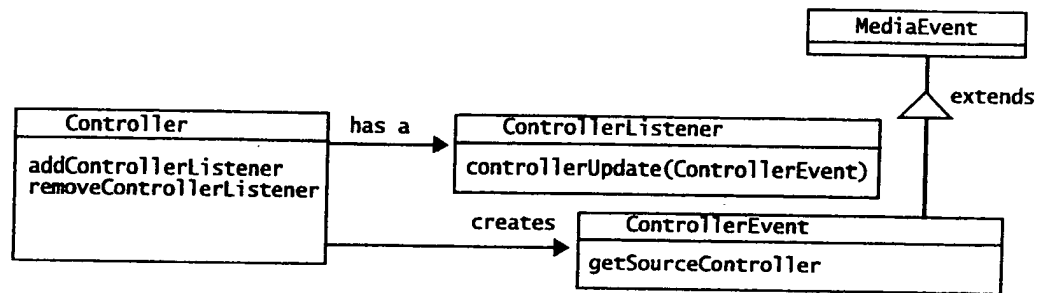 MediaEvent
extends
Controller
has a
ControllerListener
addControllerListener
removeControllerListener
controllerUpdate(ControllerEvent)
creates
ControllerEvent
getSourceController